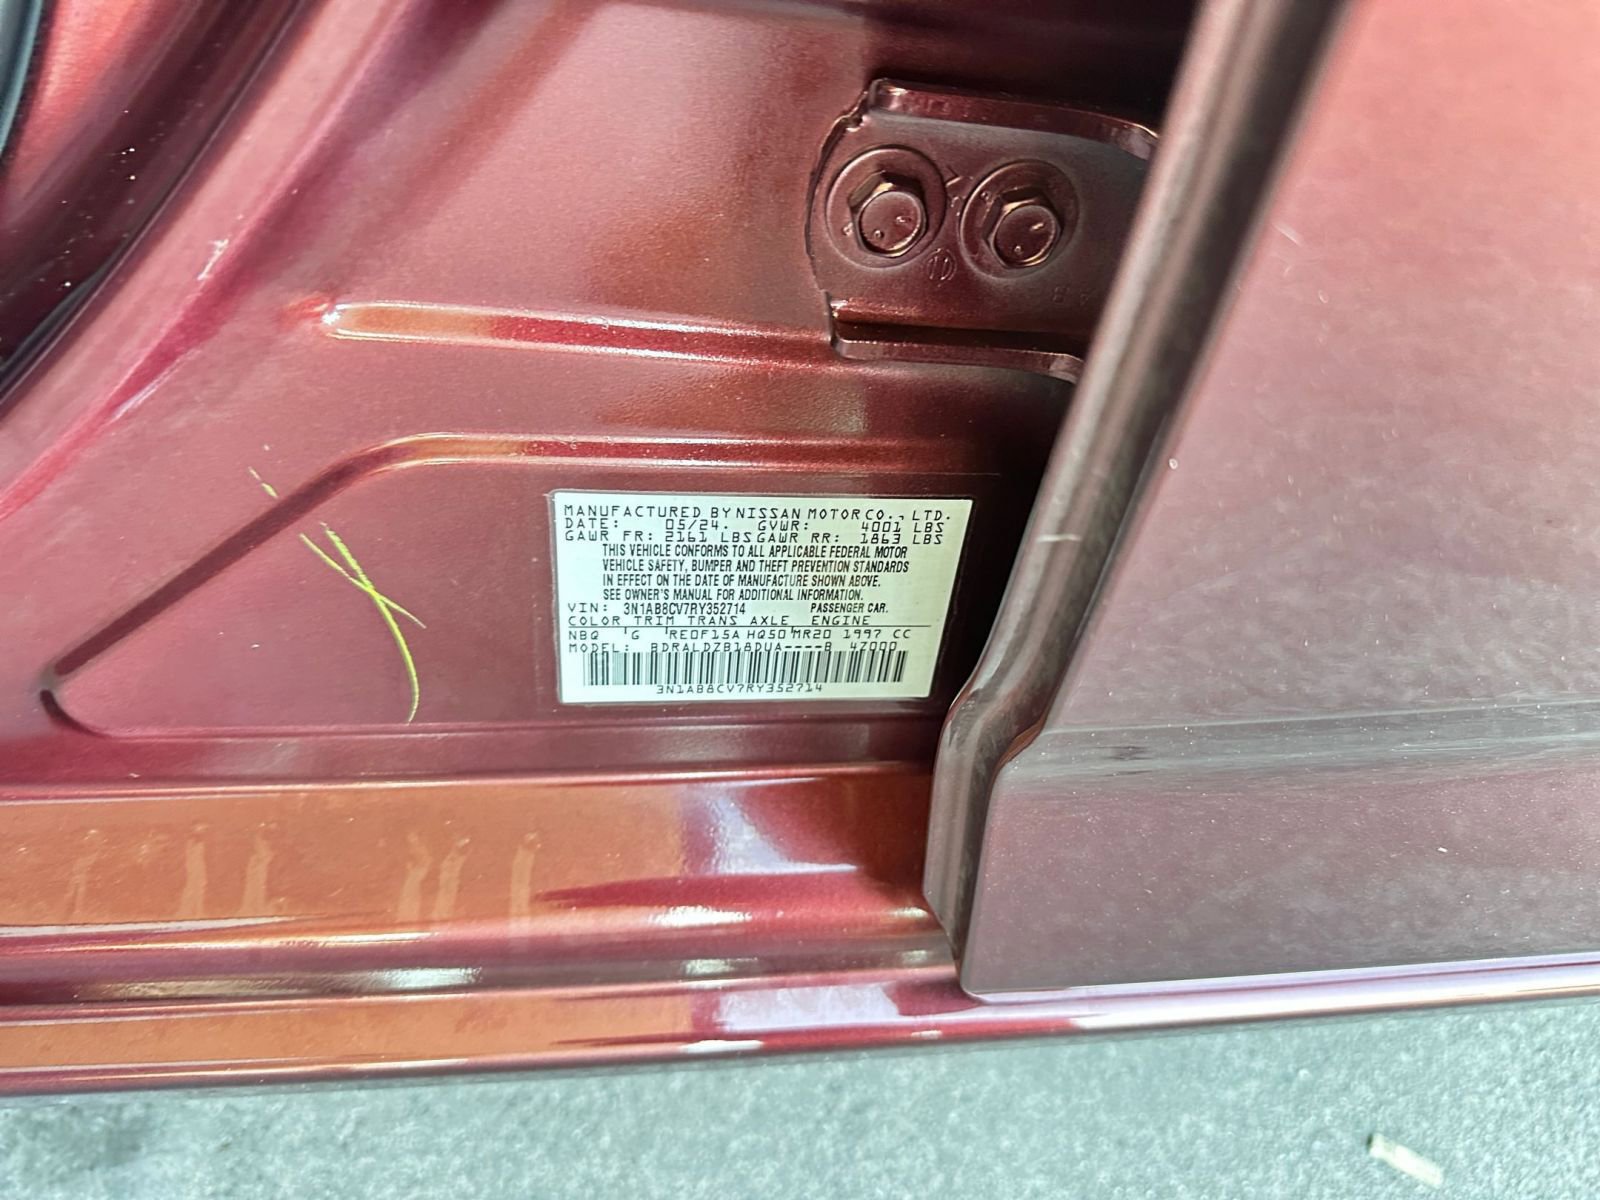 MANUFACTURED BY NISSAN MOTOR CO., LTD.
DATE: 05/24. GVWR: 4001 LBS
GAWR FR: 2161 LBS GAWR RR: 1863 LBS
THIS VEHICLE CONFORMS TO ALL APPLICABLE FEDERAL MOTOR
VEHICLE SAFETY, BUMPER AND THEFT PREVENTION STANDARDS
IN EFFECT ON THE DATE OF MANUFACTURE SHOWN ABOVE.
SEE OWNER'S MANUAL FOR ADDITIONAL INFORMATION.
VIN: 3N1AB8CV7RY352714 PASSENGER CAR.
COLOR TRIM TRANS AXLE ENGINE
NBQ G RE0F15A HQ50 MR20 1997 CC
MODEL: BDRALDZB18DUA----B 4Z000
3N1AB8CV7RY352714